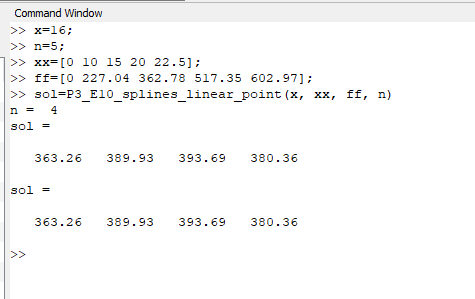 Command Window
>> x=16;
>> n=5;
>> xx=[0 10 15 20 22.5];
>> ff=[0 227.04 362.78 517.35 602.97];
>> sol=P3_E10_splines_linear_point(x, xx, ff, n)
n =  4
sol =
363.26   389.93   393.69   380.36
sol =
363.26   389.93   393.69   380.36
>>